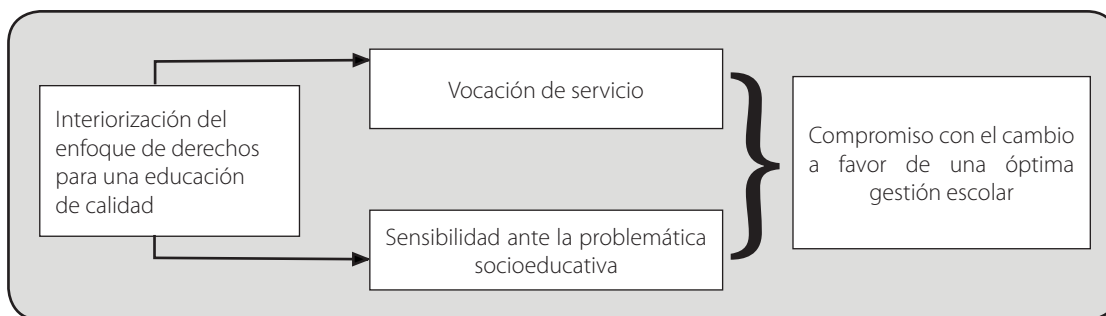 Interiorización del
enfoque de derechos
para una educación
de calidad
Vocación de servicio
Sensibilidad ante la problemática
socioeducativa
Compromiso con el cambio
a favor de una óptima
gestión escolar